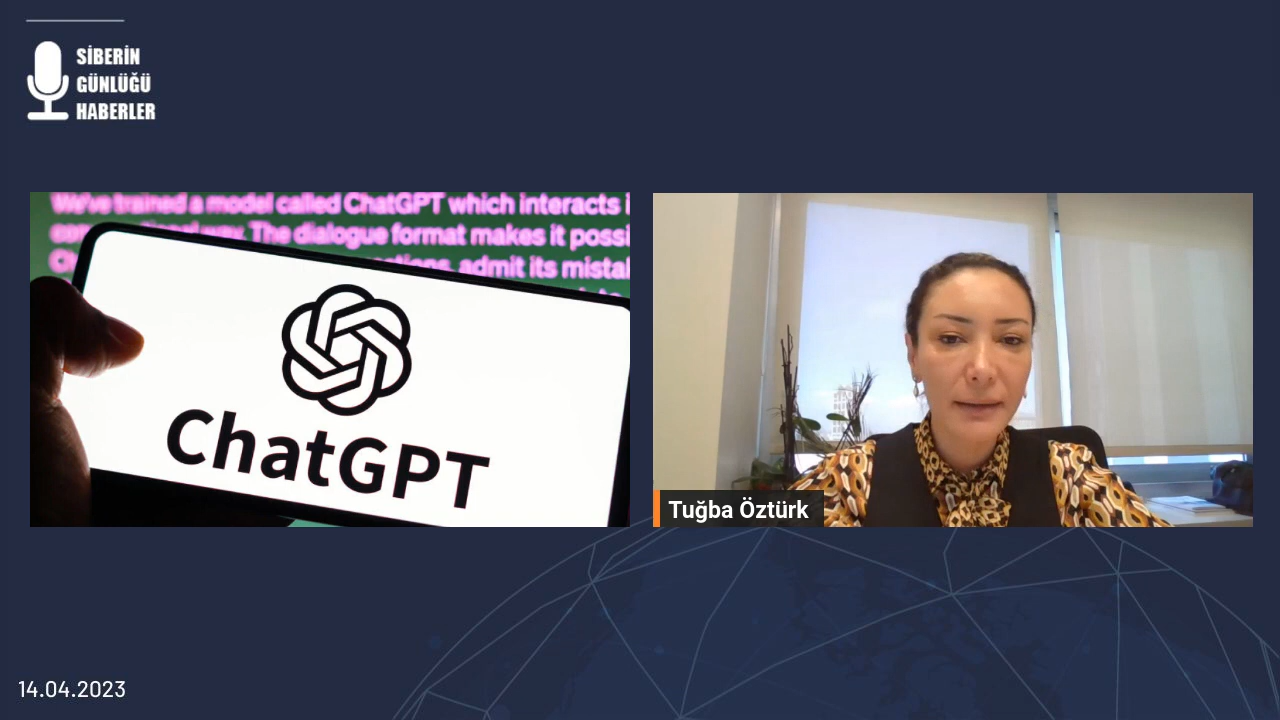 SİBERİN
GÜNLÜĞÜ
HABERLER
We've trained a model called ChatGPT which interacts i
way. The dialogue format makes it possi
admit its mistal
ChatGPT
Tuğba Öztürk
14.04.2023